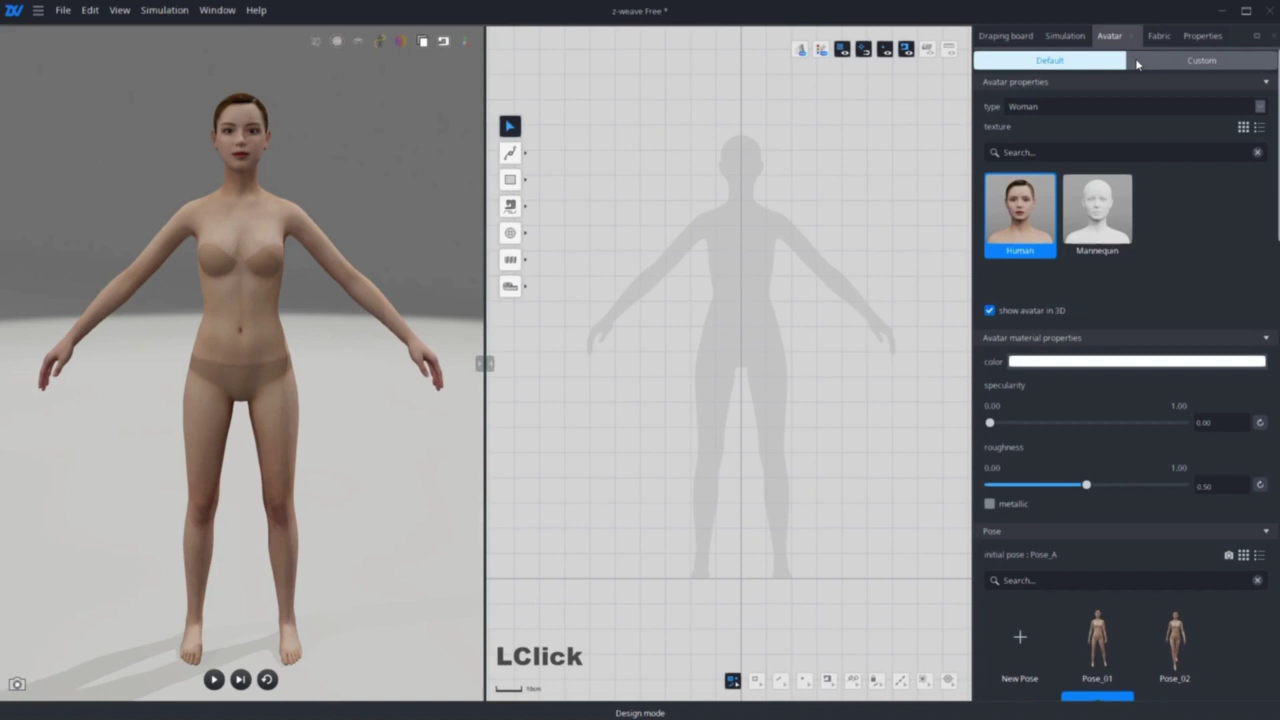 File Edit View Simulation Window Help
z-weave Free *
Drawing board Simulation Avatar Fabric Properties
Default Custom
Avatar properties
type Woman
texture
Search...
Human Mannequin
show avatar in 3D
Avatar material properties
color
specularity
0.00 1.00
0.00
roughness
0.00 1.00
0.50
metallic
Pose
initial pose : Pose_A
Search...
New Pose Pose_01 Pose_02
LClick
10cm
Design mode